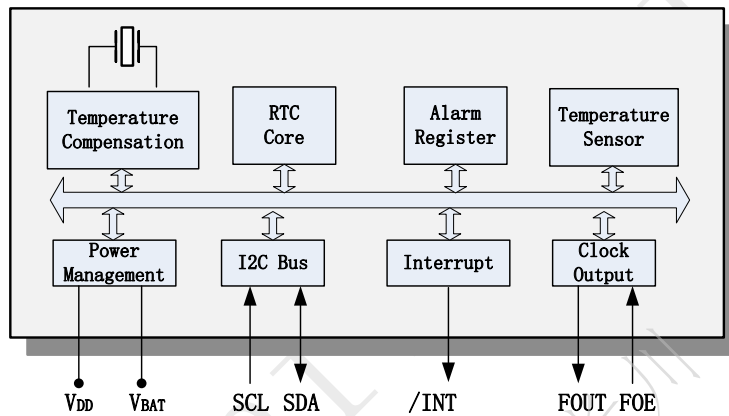 Temperature
Compensation
RTC
Core
Alarm
Register
Temperature
Sensor
Power
Management
I2C Bus
Interrupt
Clock
Output
VDD
VBAT
SCL
SDA
/INT
FOUT
FOE